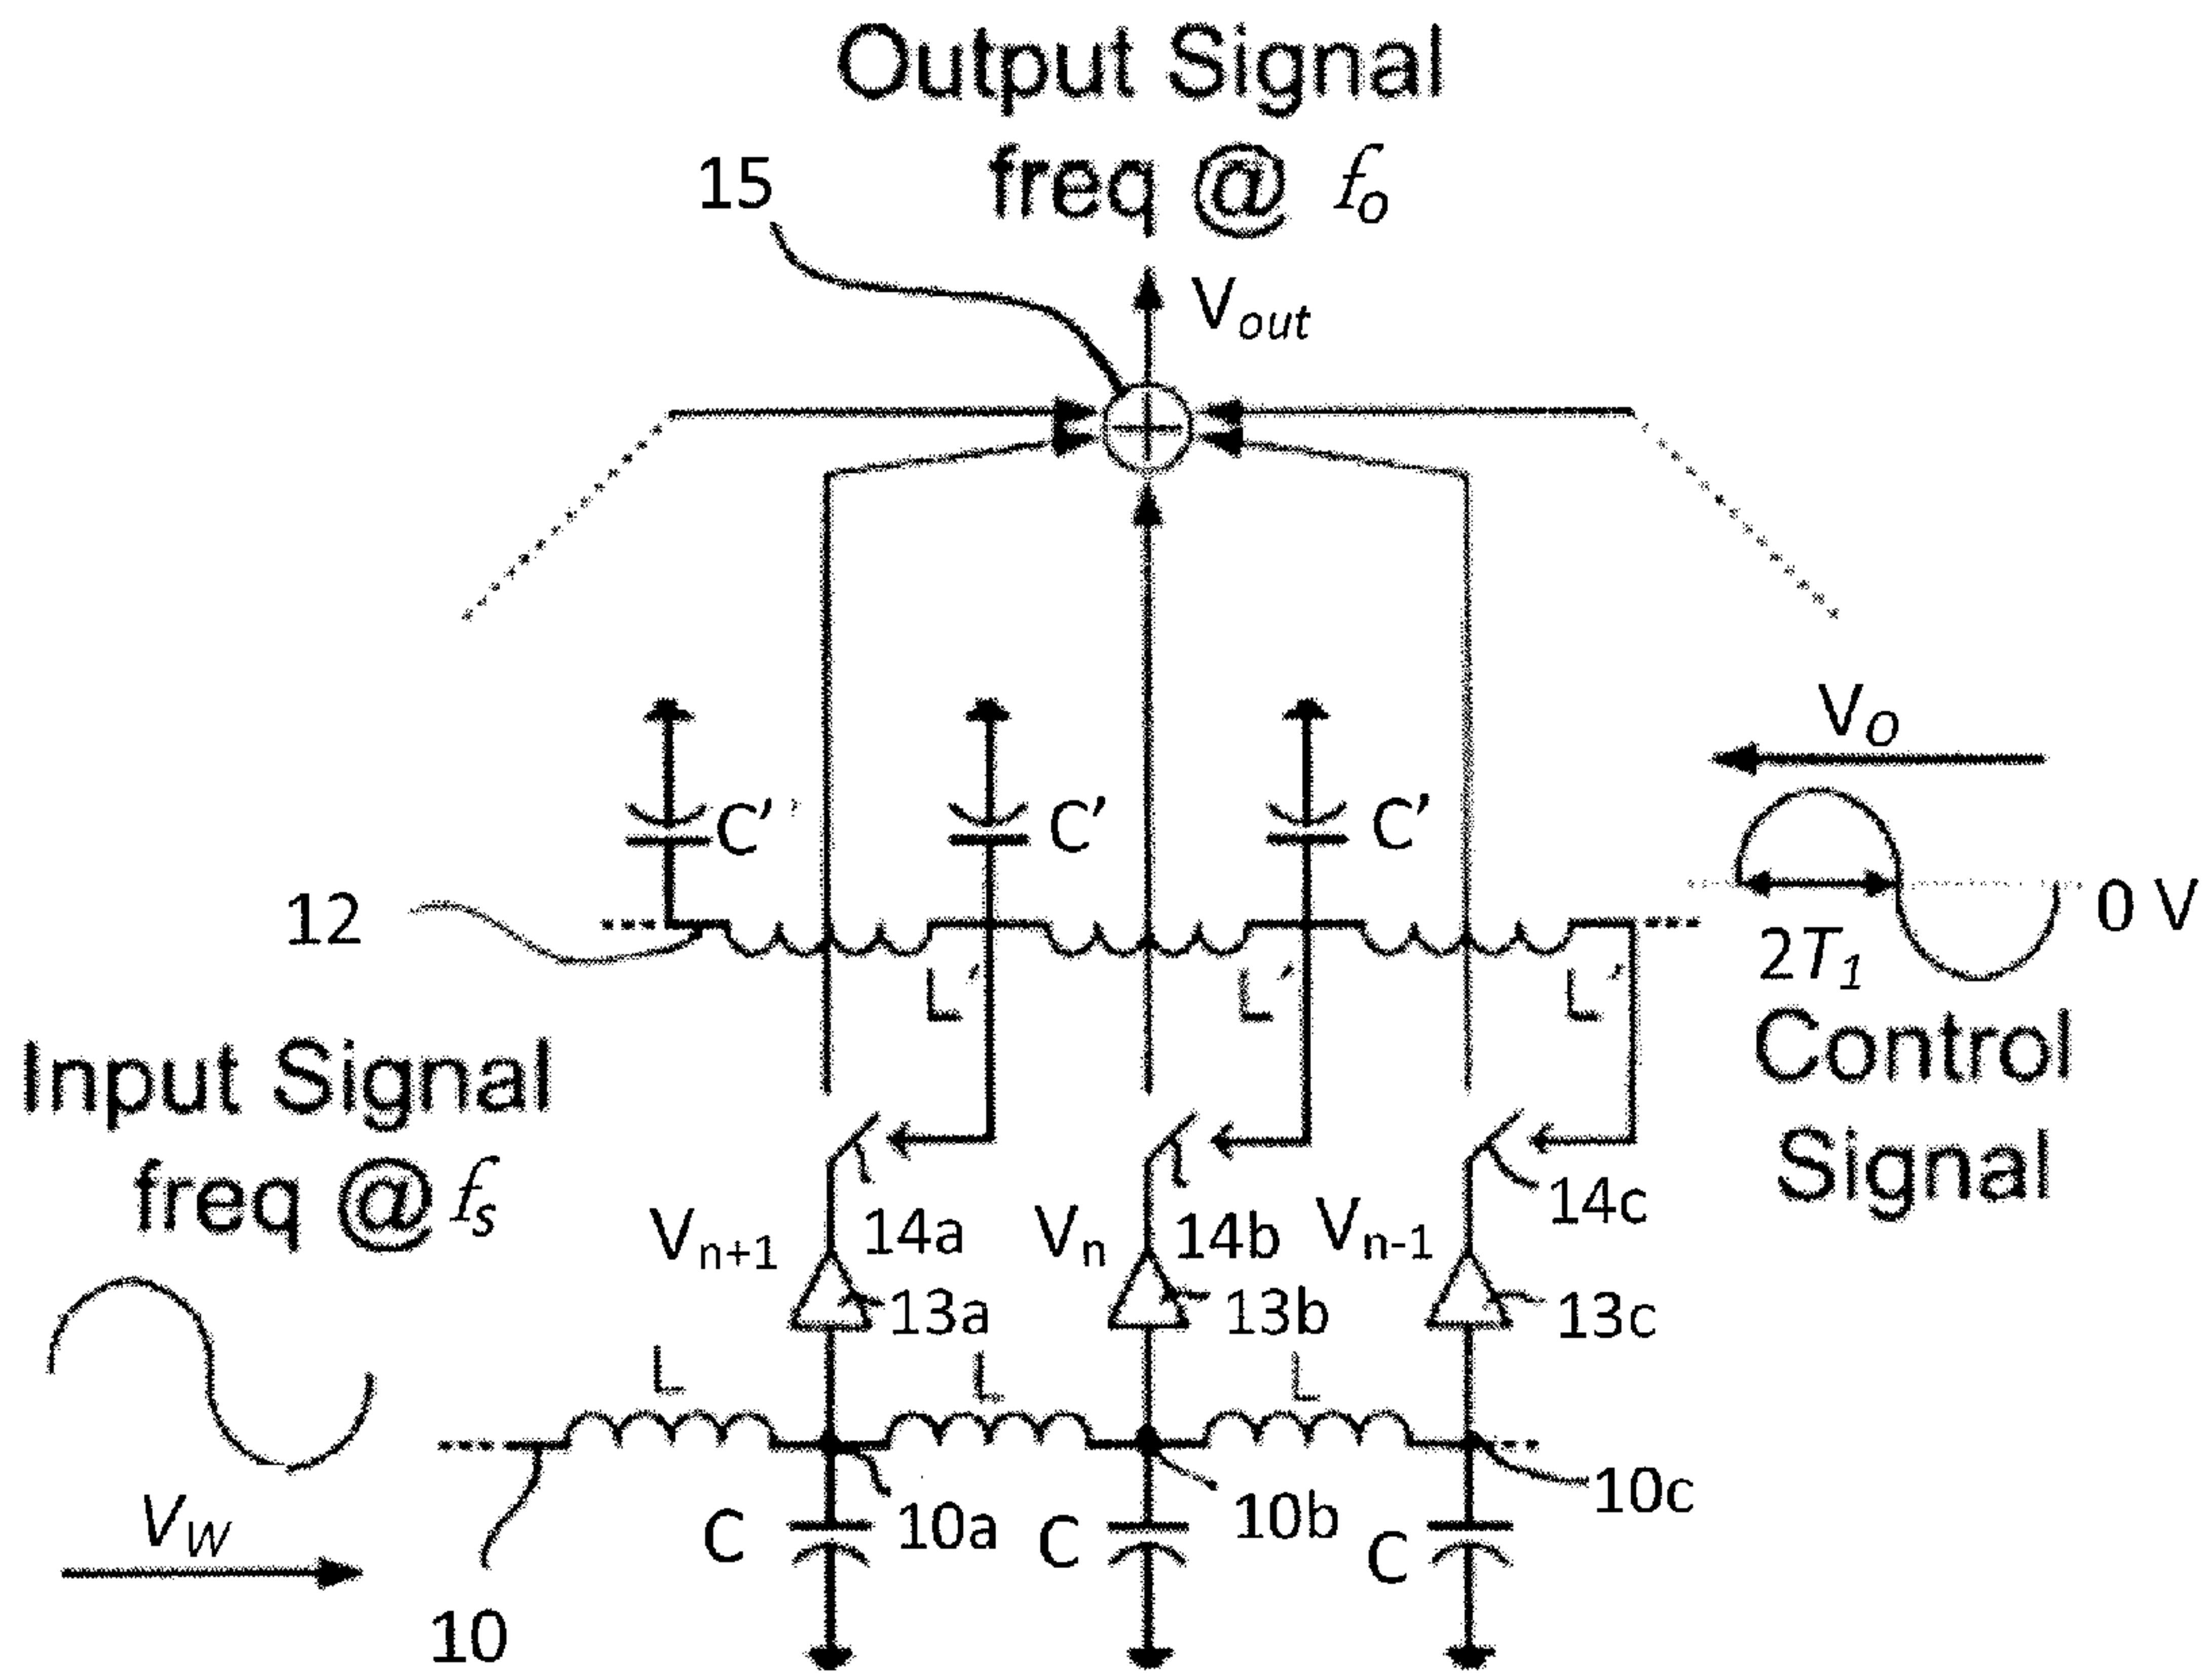 Output Signal
freq @ fo
15
Vout
VO
C'
C'
C'
12
0 V
L'
L'
L'
2T1
Control
Signal
Input Signal
freq @ fs
Vn+1
14a
Vn
14b
Vn-1
14c
13a
13b
13c
L
L
L
VW
10
C
10a
C
10b
C
10c